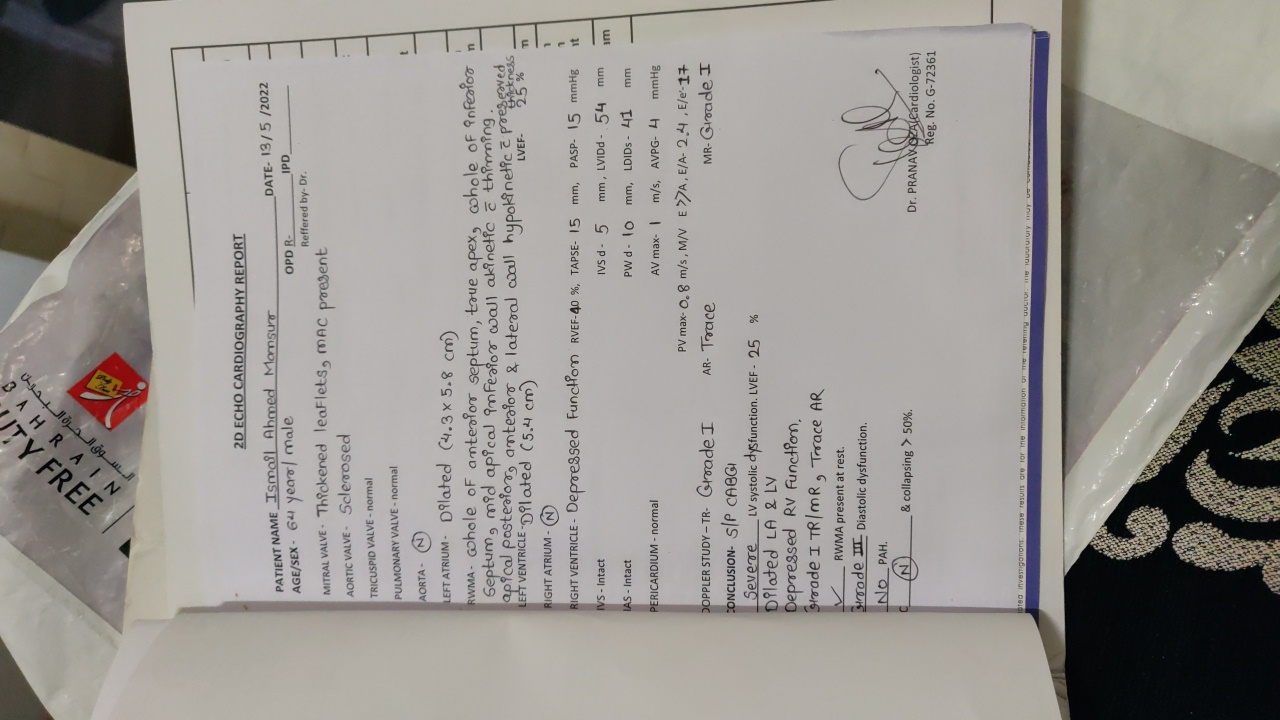 BAHRAIN
DUTY FREE
2D ECHO CARDIOGRAPHY REPORT
PATIENT NAME Ismail Ahmed Mansur DATE- 13/5/2022
AGE/SEX- 64 year/male OPD R- IPD
Reffered by- Dr.
MITRAL VALVE- Thickened leaflets, MAC present
AORTIC VALVE- Sclerosed
TRICUSPID VALVE - normal
PULMONARY VALVE - normal
AORTA- N
LEFT ATRIUM- Dilated (4.3 x 5.8 cm)
RWMA- whole of anterior septum, true apex, whole of inferior
septum, mid apical inferior wall akinetic c̄ thinning.
apical posterior, anterior & lateral wall hypokinetic c̄ preserved thickness
LEFT VENTRICLE- Dilated (5.4 cm) LVEF- 25 %
RIGHT ATRIUM- N
RIGHT VENTRICLE- Depressed Function RVEF- 40 %, TAPSE- 15 mm, PASP- 15 mmHg
IVS - Intact IVS d- 5 mm, LVIDd- 54 mm
IAS - Intact PW d- 10 mm, LDIDs- 41 mm
PERICARDIUM - normal AV max- 1 m/s, AVPG- 4 mmHg
PV max- 0.8 m/s, M/V E >>A, E/A- 2.4, E/e'- 17
DOPPLER STUDY – TR- Grade I AR- Trace MR- Grade I
CONCLUSION- S/P CABG
Severe LV systolic dysfunction. LVEF- 25 %
Dilated LA & LV
Depressed RV Function.
Grade I TR/MR, Trace AR
✓ RWMA present at rest.
Grade III Diastolic dysfunction.
No PAH.
N & collapsing > 50%.
Dr. PRANAV OZA(Cardiologist)
Reg. No. G-72361
investigations. These results are for the information of the referring doctor. The laboratory may be